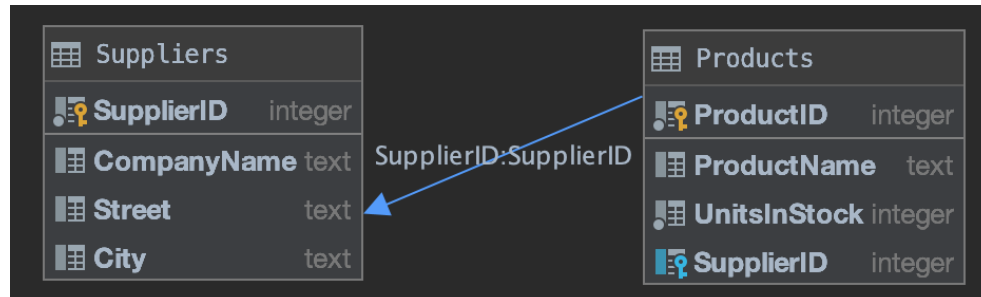 Suppliers
SupplierID integer
CompanyName text
Street text
City text
SupplierID:SupplierID
Products
ProductID integer
ProductName text
UnitsInStock integer
SupplierID integer